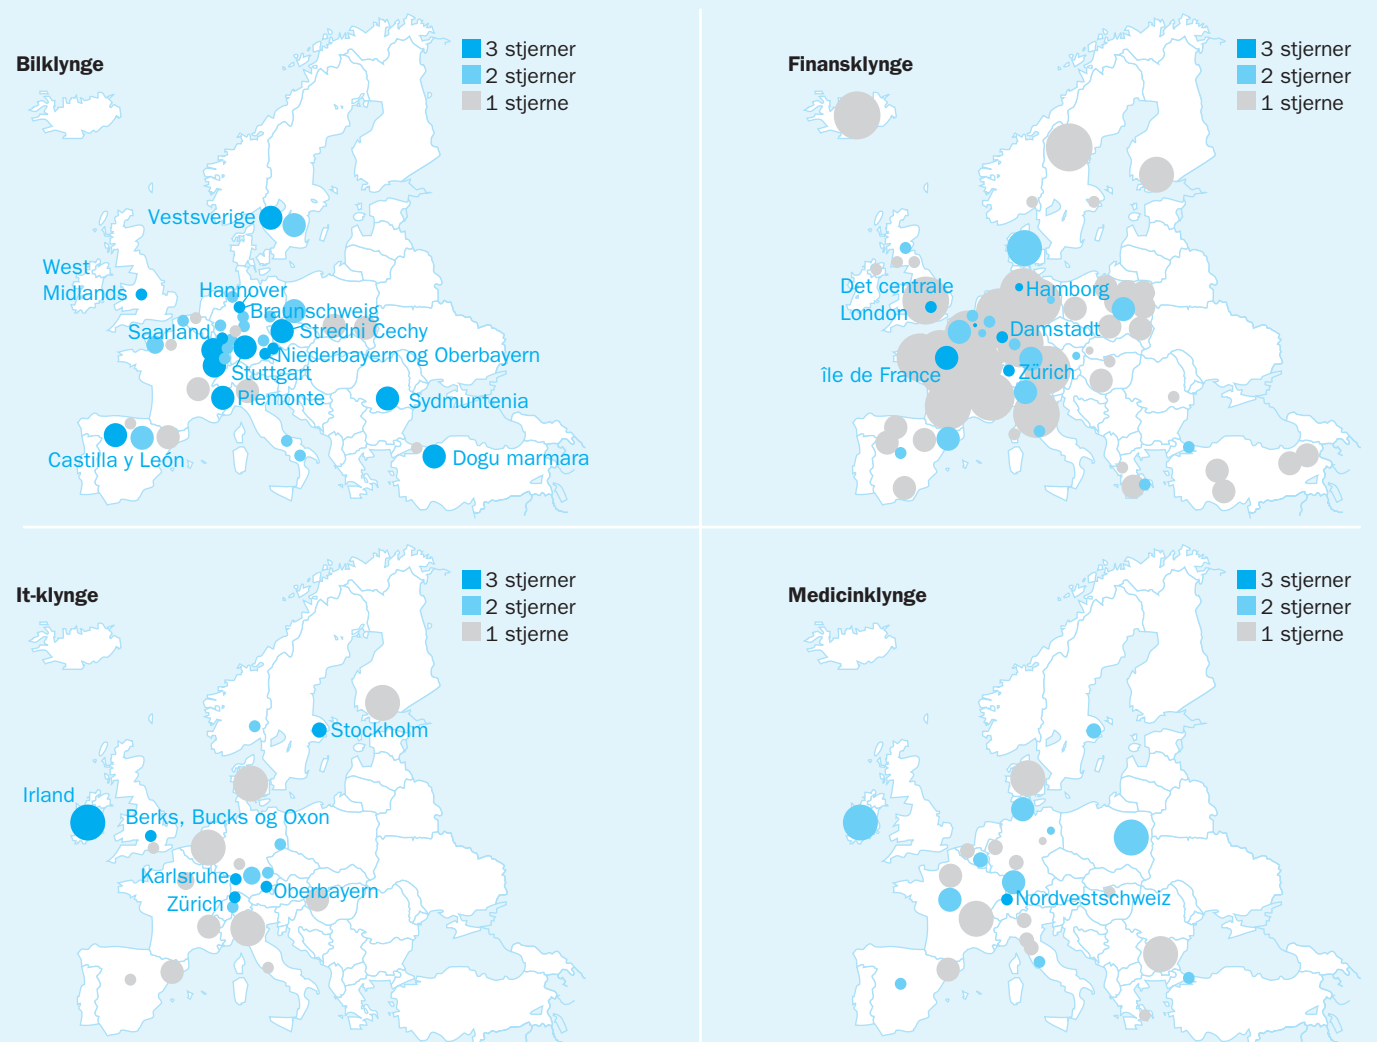 Bilklynge
3 stjerner
2 stjerner
1 stjerne
Vestsverige
West
Midlands
Hannover
Braunschweig
Saarland
Stredni Cechy
Niederbayern og Oberbayern
Stuttgart
Piemonte
Sydmuntenia
Castilla y León
Dogu marmara
Finansklynge
3 stjerner
2 stjerner
1 stjerne
Det centrale
London
Hamborg
Damstadt
île de France
Zürich
It-klynge
3 stjerner
2 stjerner
1 stjerne
Stockholm
Irland
Berks, Bucks og Oxon
Karlsruhe
Oberbayern
Zürich
Medicinklynge
3 stjerner
2 stjerner
1 stjerne
Nordvestschweiz